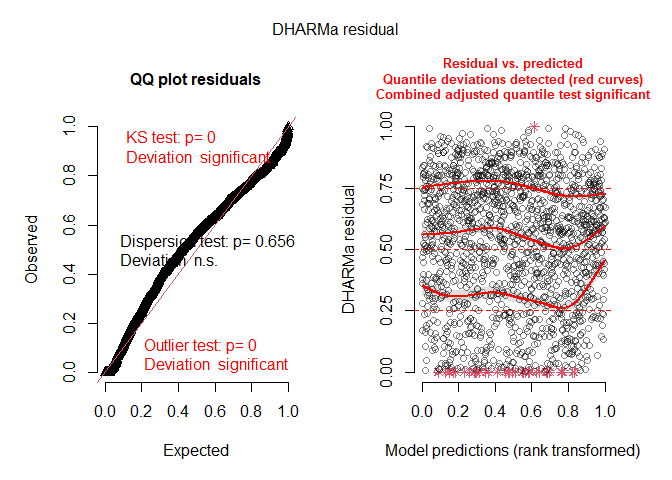 DHARMa residual
QQ plot residuals
KS test: p= 0
Deviation significant
Dispersion test: p= 0.656
Deviation n.s.
Outlier test: p= 0
Deviation significant
Observed
0.0 0.2 0.4 0.6 0.8 1.0
0.0 0.2 0.4 0.6 0.8 1.0
Expected
Residual vs. predicted
Quantile deviations detected (red curves)
Combined adjusted quantile test significant
DHARMa residual
0.00 0.25 0.50 0.75 1.00
0.0 0.2 0.4 0.6 0.8 1.0
Model predictions (rank transformed)